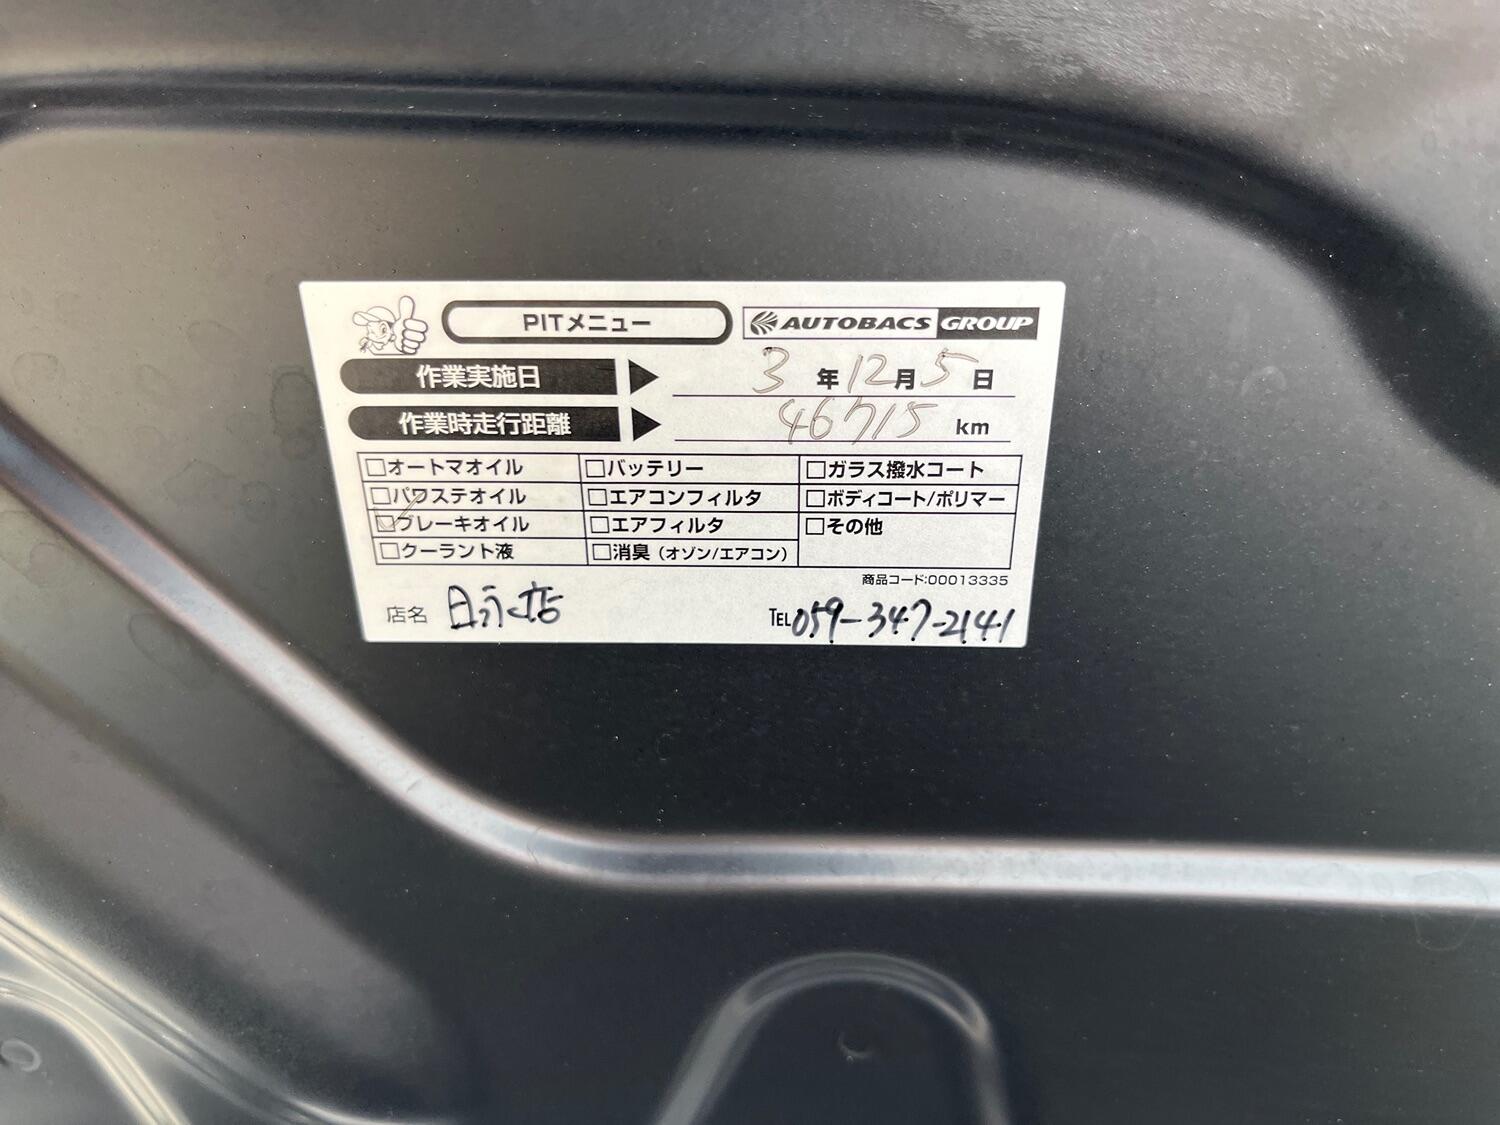 PITメニュー AUTOBACS GROUP
作業実施日 3年12月5日
作業時走行距離 46715 km
□オートマオイル □バッテリー □ガラス撥水コート
□パワステオイル □エアコンフィルタ □ボディコート/ポリマー
☑ブレーキオイル □エアフィルタ □その他
□クーラント液 □消臭（オゾン/エアコン）
商品コード:00013335
店名 日永店 TEL 059-347-2141